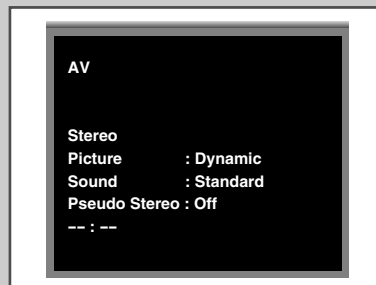 AV
Stereo
Picture : Dynamic
Sound : Standard
Pseudo Stereo : Off
-- : --